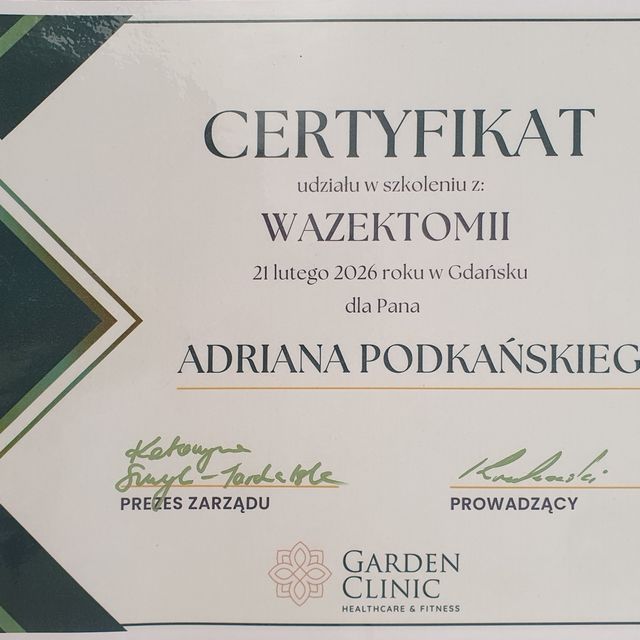 CERTYFIKAT
udziału w szkoleniu z:
WAZEKTOMII
21 lutego 2026 roku w Gdańsku
dla Pana
ADRIANA PODKAŃSKIEG
Katarzyna
PREZES ZARZĄDU
PROWADZĄCY
GARDEN
CLINIC
HEALTHCARE & FITNESS